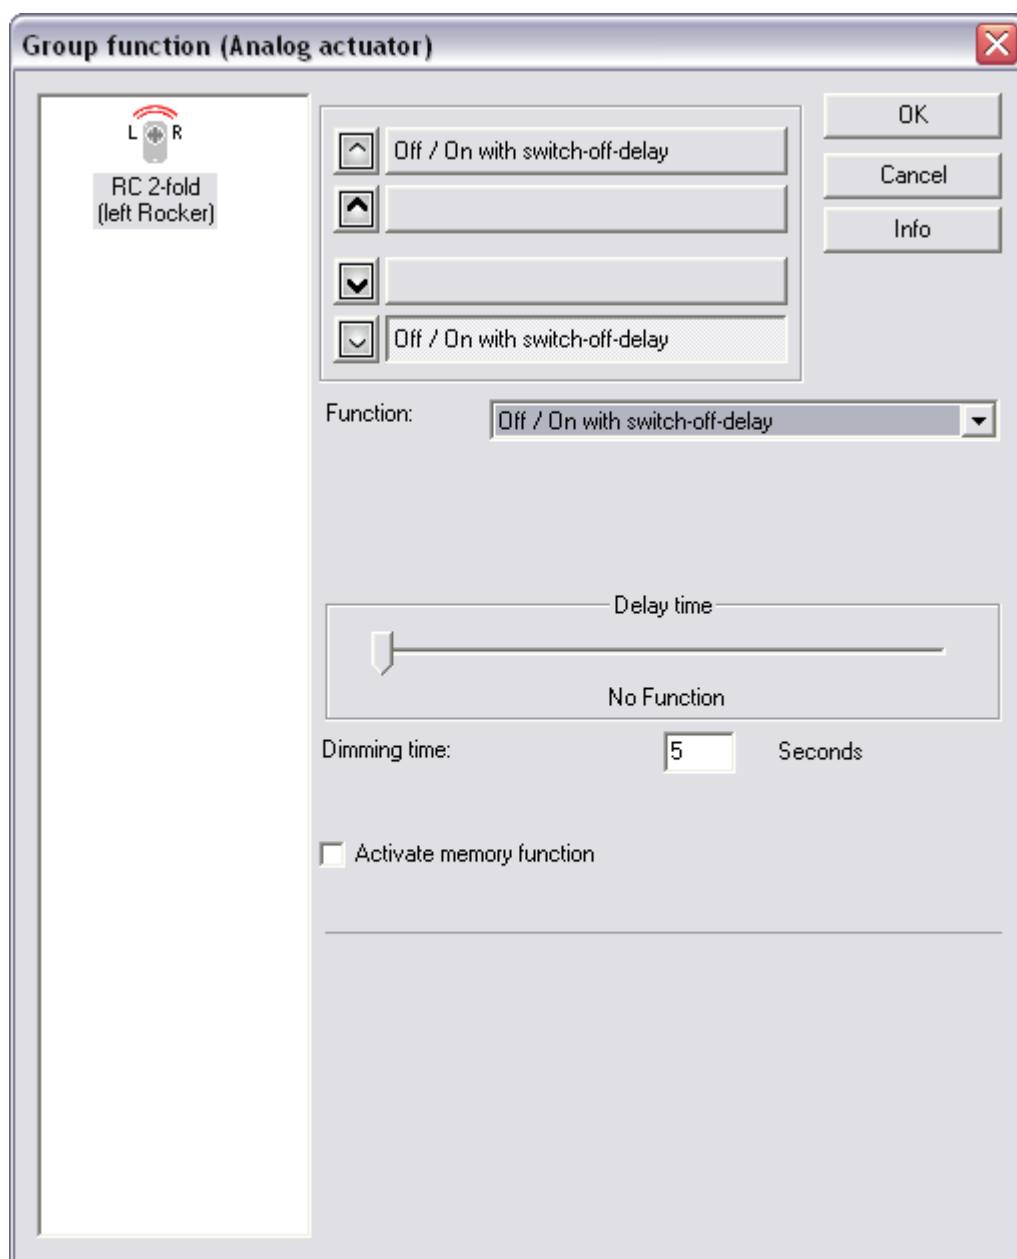 Group function (Analog actuator)
L R
RC 2-fold
(left Rocker)
Off / On with switch-off-delay
Off / On with switch-off-delay
OK
Cancel
Info
Function:
Off / On with switch-off-delay
Delay time
No Function
Dimming time:
5
Seconds
Activate memory function